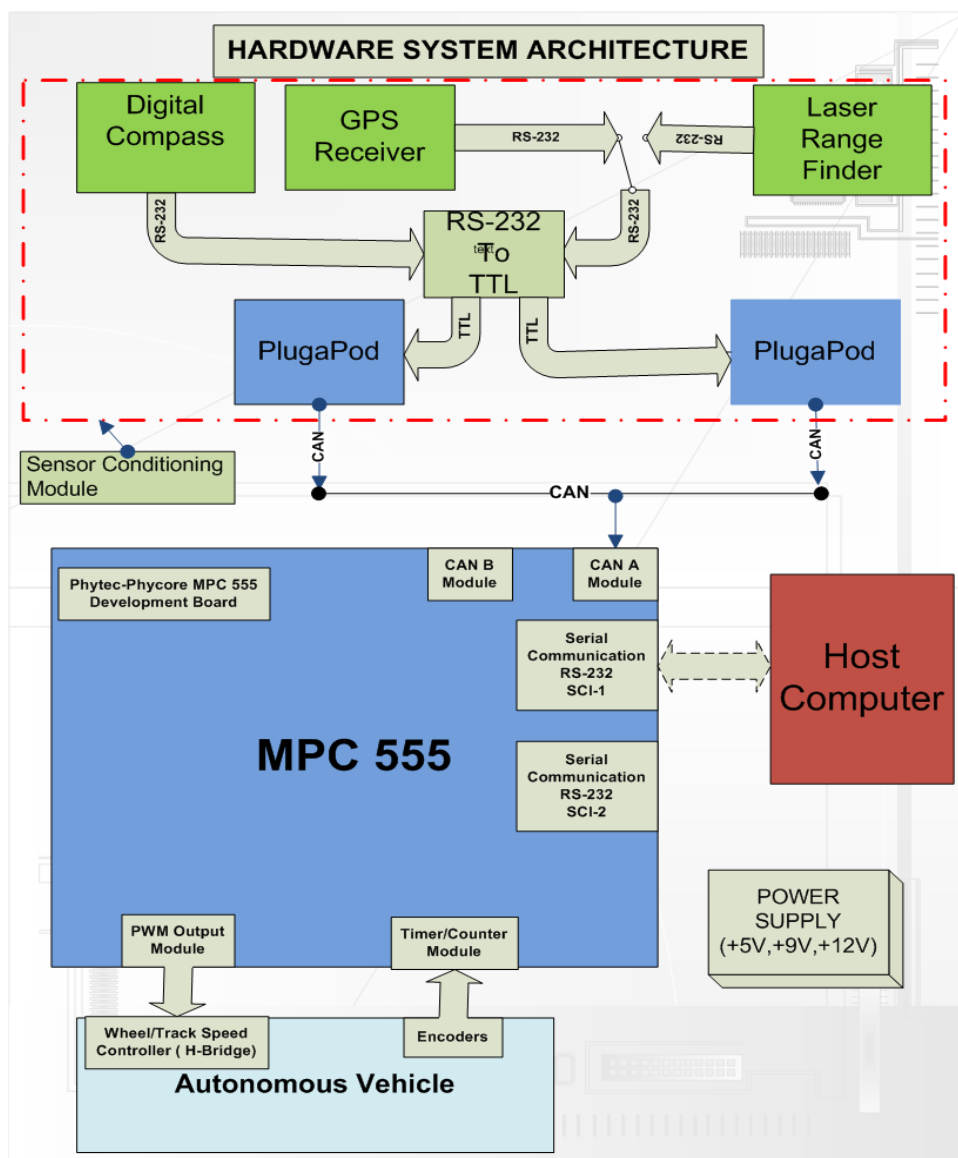 HARDWARE SYSTEM ARCHITECTURE
Digital
Compass
GPS
Receiver
RS-232
RS-232
Laser
Range
Finder
RS-232
RS-232
RS-232
To
text
TTL
TTL
TTL
PlugaPod
PlugaPod
CAN
CAN
Sensor Conditioning
Module
CAN
Phytec-Phycore MPC 555
Development Board
CAN B
Module
CAN A
Module
Serial
Communication
RS-232
SCI-1
Host
Computer
MPC 555
Serial
Communication
RS-232
SCI-2
POWER
SUPPLY
(+5V,+9V,+12V)
PWM Output
Module
Timer/Counter
Module
Wheel/Track Speed
Controller ( H-Bridge)
Encoders
Autonomous Vehicle